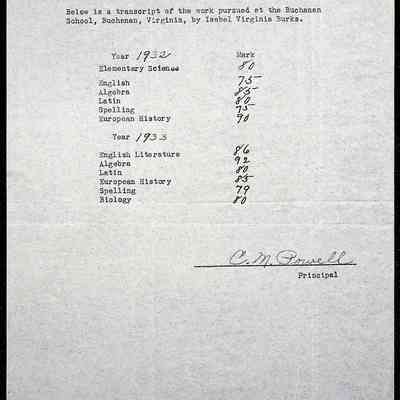 Below is a transcript of the work pursued at the Buchanan
School, Buchanan, Virginia, by Isabel Virginia Burks.
Year 1932 Mark
Elementary Science 80
English 75
Algebra 85
Latin 80
Spelling 75
European History 90
Year 1933
English Literature 86
Algebra 92
Latin 80
European History 85
Spelling 79
Biology 80
C. M. Powell
Principal